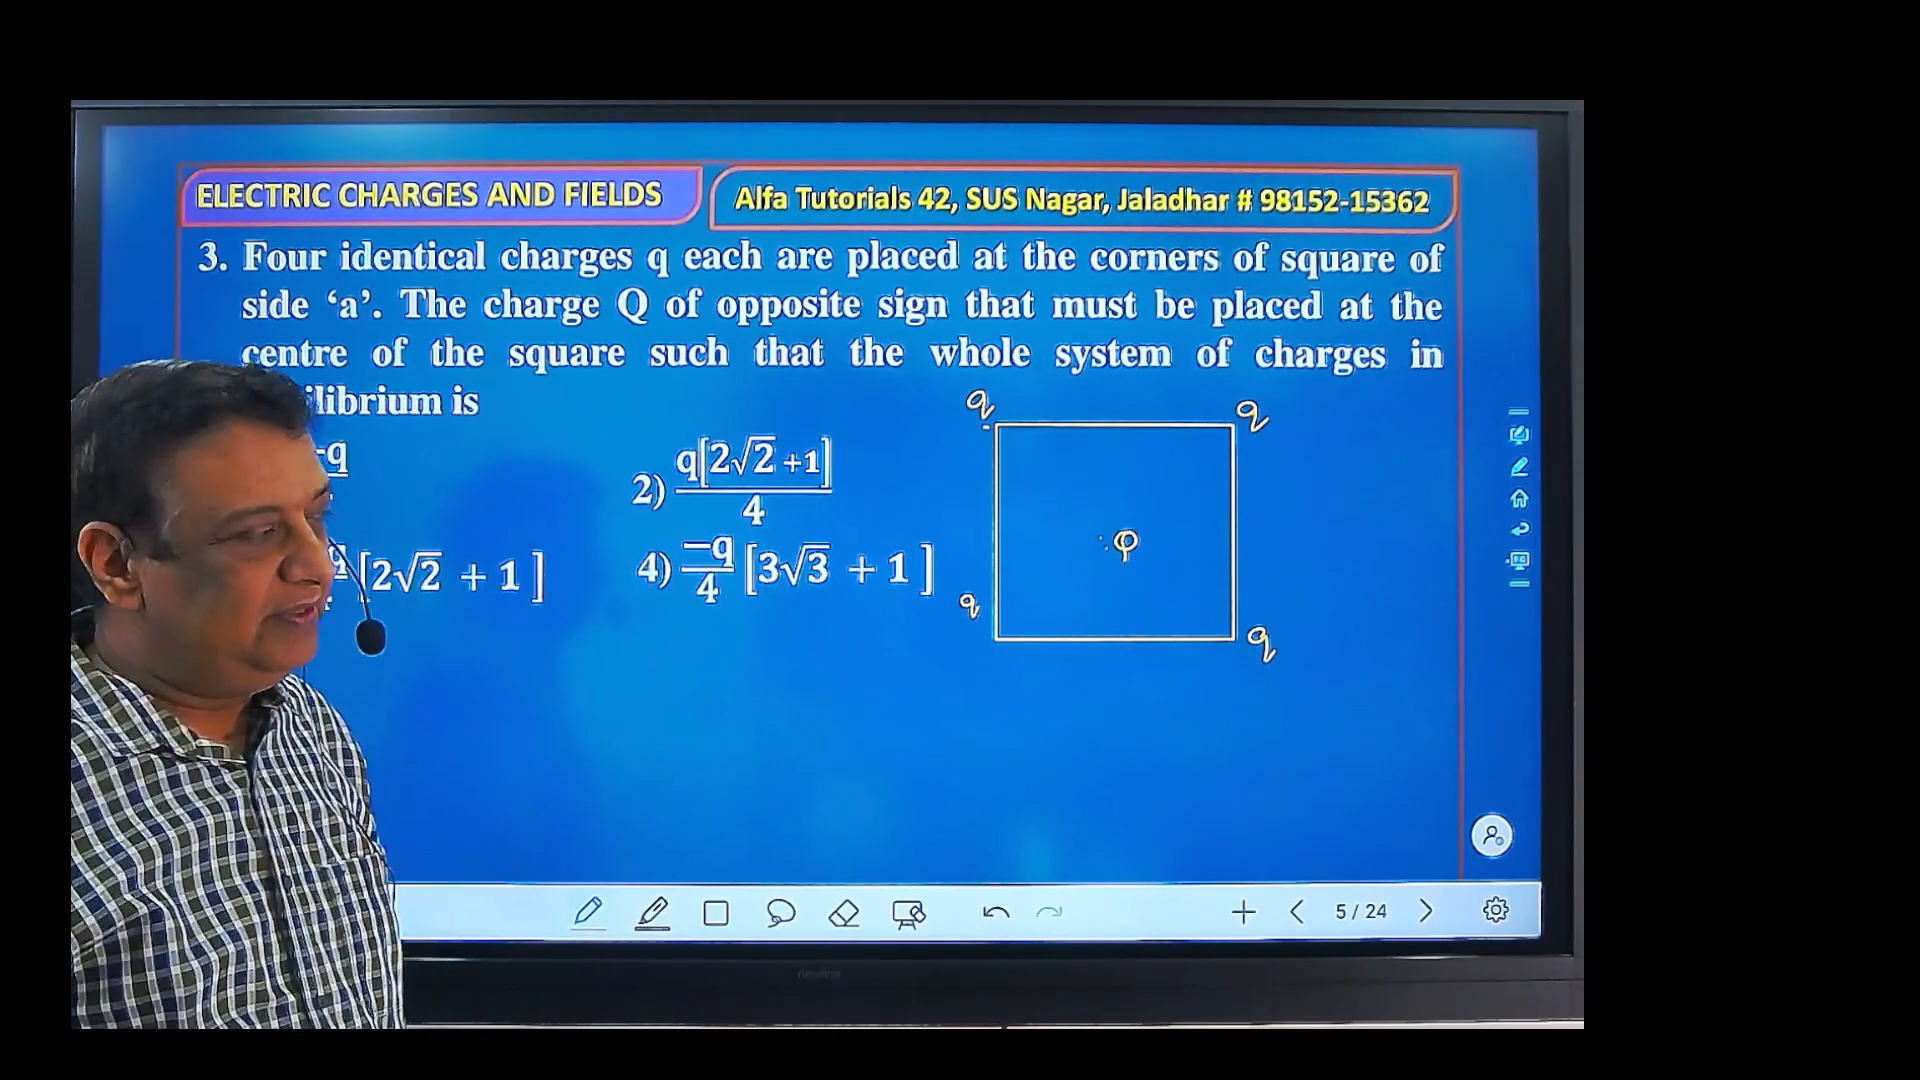 ELECTRIC CHARGES AND FIELDS
Alfa Tutorials 42, SUS Nagar, Jaladhar # 98152-15362
3. Four identical charges q each are placed at the corners of square of
side ‘a’. The charge Q of opposite sign that must be placed at the
centre of the square such that the whole system of charges in
librium is
-q
2) q[2√2 +1]
4
[2√2 + 1 ]
4) -q/4 [3√3 + 1 ]
q
q
φ
q
q
5 / 24
newline